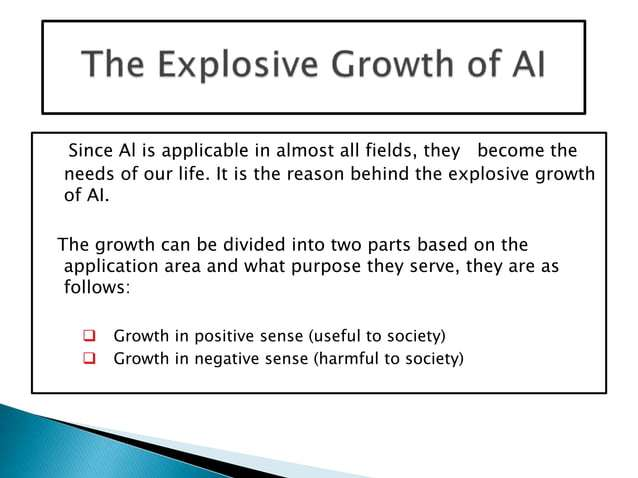 The Explosive Growth of AI
Since Al is applicable in almost all fields, they become the
needs of our life. It is the reason behind the explosive growth
of AI.
The growth can be divided into two parts based on the
application area and what purpose they serve, they are as
follows:
Growth in positive sense (useful to society)
Growth in negative sense (harmful to society)